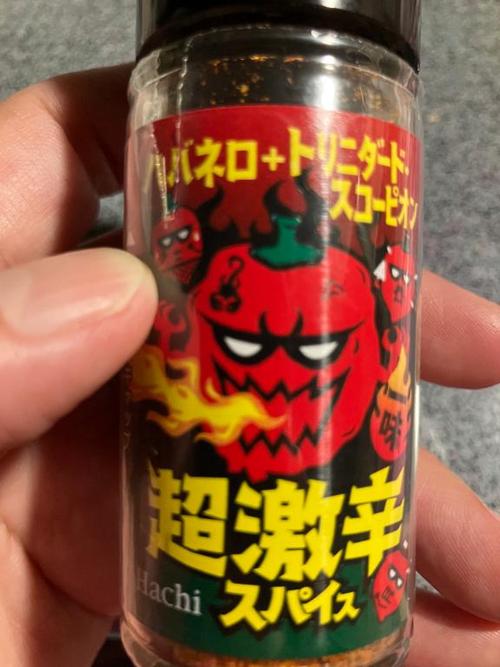 ハバネロ+トリニダード・
スコーピオン
味
超激辛
スパイス
Hachi